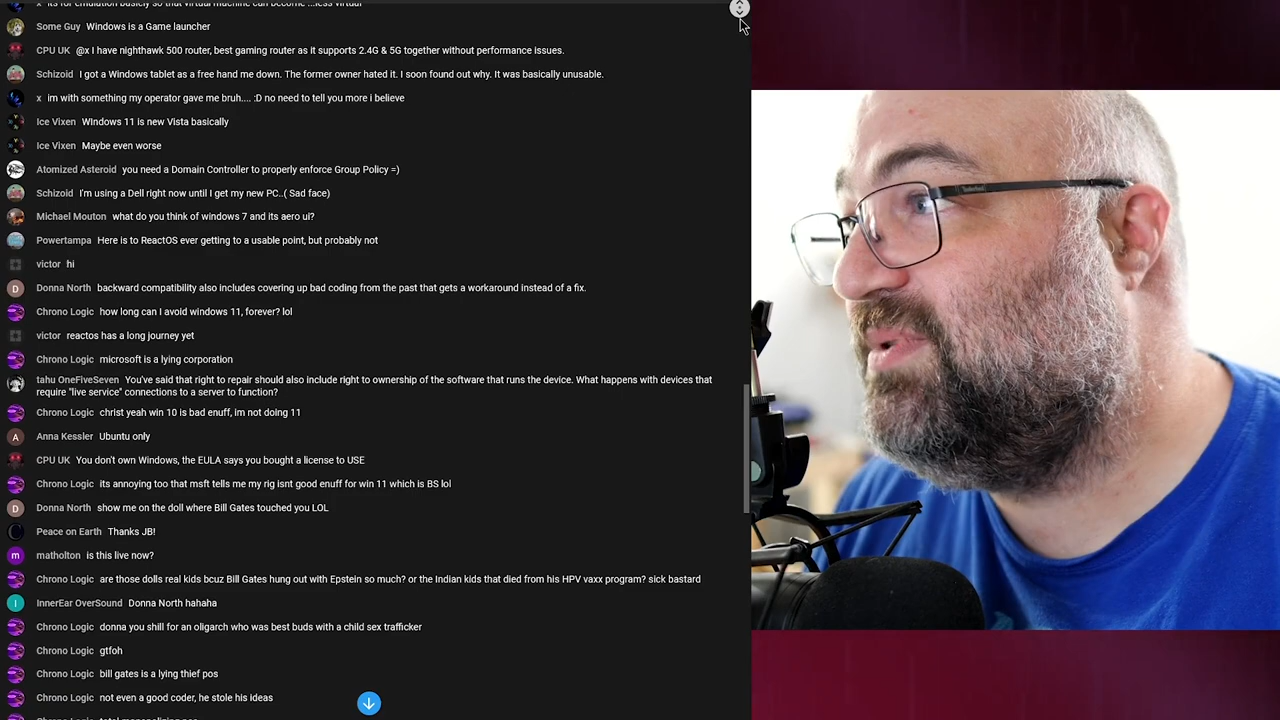 x its for emulation busicly so that virtual machine can become ...less virtual
Some Guy Windows is a Game launcher
CPU UK @x I have nighthawk 500 router, best gaming router as it supports 2.4G & 5G together without performance issues.
Schizoid I got a Windows tablet as a free hand me down. The former owner hated it. I soon found out why. It was basically unusable.
x im with something my operator gave me bruh.... :D no need to tell you more i believe
Ice Vixen WIndows 11 is new Vista basically
Ice Vixen Maybe even worse
Atomized Asteroid you need a Domain Controller to properly enforce Group Policy =)
Schizoid I'm using a Dell right now until I get my new PC..( Sad face)
Michael Mouton what do you think of windows 7 and its aero ui?
Powertampa Here is to ReactOS ever getting to a usable point, but probably not
victor hi
D Donna North backward compatibility also includes covering up bad coding from the past that gets a workaround instead of a fix.
Chrono Logic how long can I avoid windows 11, forever? lol
victor reactos has a long journey yet
Chrono Logic microsoft is a lying corporation
tahu OneFiveSeven You've said that right to repair should also include right to ownership of the software that runs the device. What happens with devices that
require "live service" connections to a server to function?
Chrono Logic christ yeah win 10 is bad enuff, im not doing 11
A Anna Kessler Ubuntu only
CPU UK You don't own Windows, the EULA says you bought a license to USE
Chrono Logic its annoying too that msft tells me my rig isnt good enuff for win 11 which is BS lol
D Donna North show me on the doll where Bill Gates touched you LOL
Peace on Earth Thanks JB!
m matholton is this live now?
Chrono Logic are those dolls real kids bcuz Bill Gates hung out with Epstein so much? or the Indian kids that died from his HPV vaxx program? sick bastard
I InnerEar OverSound Donna North hahaha
Chrono Logic donna you shill for an oligarch who was best buds with a child sex trafficker
Chrono Logic gtfoh
Chrono Logic bill gates is a lying thief pos
Chrono Logic not even a good coder, he stole his ideas
Chrono Logic